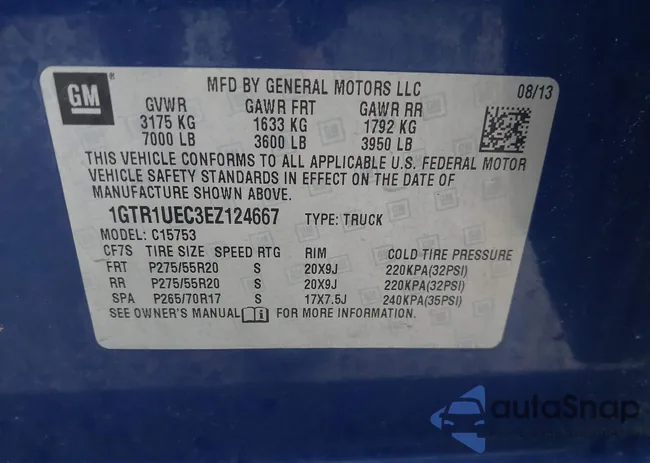 GM
MFD BY GENERAL MOTORS LLC 08/13
GVWR GAWR FRT GAWR RR
3175 KG 1633 KG 1792 KG
7000 LB 3600 LB 3950 LB
THIS VEHICLE CONFORMS TO ALL APPLICABLE U.S. FEDERAL MOTOR
VEHICLE SAFETY STANDARDS IN EFFECT ON THE DATE OF
MANUFACTURE SHOWN ABOVE.
1GTR1UEC3EZ124667 TYPE: TRUCK
MODEL: C15753
CF7S TIRE SIZE SPEED RTG RIM COLD TIRE PRESSURE
FRT P275/55R20 S 20X9J 220KPA(32PSI)
RR P275/55R20 S 20X9J 220KPA(32PSI)
SPA P265/70R17 S 17X7.5J 240KPA(35PSI)
SEE OWNER'S MANUAL FOR MORE INFORMATION.
autoSnap